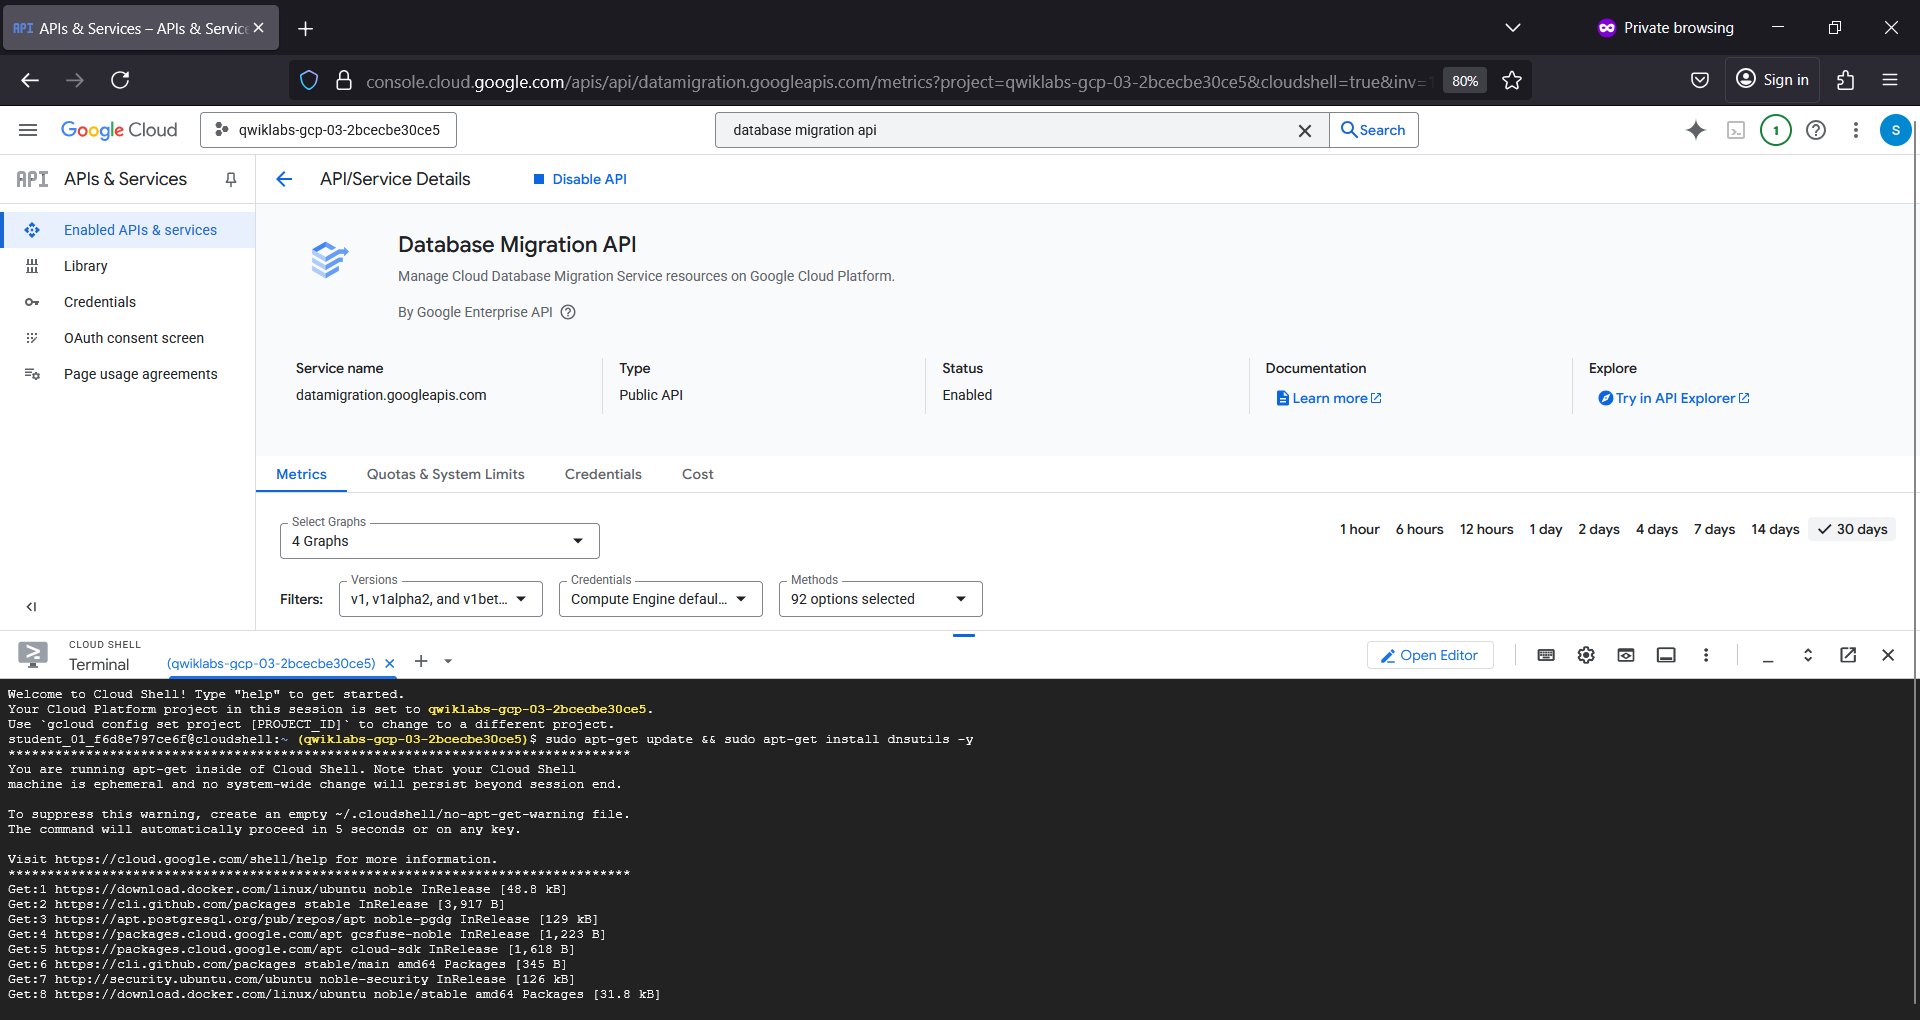 API APIs & Services – APIs & Servic
Private browsing
console.cloud.google.com/apis/api/datamigration.googleapis.com/metrics?project=qwiklabs-gcp-03-2bcecbe30ce5&cloudshell=true&inv=
80%
Sign in
Google Cloud
qwiklabs-gcp-03-2bcecbe30ce5
database migration api
Search
1
S
API APIs & Services
API/Service Details
Disable API
Enabled APIs & services
Library
Credentials
OAuth consent screen
Page usage agreements
Database Migration API
Manage Cloud Database Migration Service resources on Google Cloud Platform.
By Google Enterprise API
Service name
datamigration.googleapis.com
Type
Public API
Status
Enabled
Documentation
Learn more
Explore
Try in API Explorer
Metrics
Quotas & System Limits
Credentials
Cost
Select Graphs
4 Graphs
1 hour 6 hours 12 hours 1 day 2 days 4 days 7 days 14 days 30 days
Filters:
Versions
v1, v1alpha2, and v1bet...
Credentials
Compute Engine defaul...
Methods
92 options selected
CLOUD SHELL
Terminal
(qwiklabs-gcp-03-2bcecbe30ce5)
Open Editor
Welcome to Cloud Shell! Type "help" to get started.
Your Cloud Platform project in this session is set to qwiklabs-gcp-03-2bcecbe30ce5.
Use `gcloud config set project [PROJECT_ID]` to change to a different project.
student_01_f6d8e797ce6f@cloudshell:~ (qwiklabs-gcp-03-2bcecbe30ce5)$ sudo apt-get update && sudo apt-get install dnsutils -y
********************************************************************************
You are running apt-get inside of Cloud Shell. Note that your Cloud Shell
machine is ephemeral and no system-wide change will persist beyond session end.
To suppress this warning, create an empty ~/.cloudshell/no-apt-get-warning file.
The command will automatically proceed in 5 seconds or on any key.
Visit https://cloud.google.com/shell/help for more information.
********************************************************************************
Get:1 https://download.docker.com/linux/ubuntu noble InRelease [48.8 kB]
Get:2 https://cli.github.com/packages stable InRelease [3,917 B]
Get:3 https://apt.postgresql.org/pub/repos/apt noble-pgdg InRelease [129 kB]
Get:4 https://packages.cloud.google.com/apt gcsfuse-noble InRelease [1,223 B]
Get:5 https://packages.cloud.google.com/apt cloud-sdk InRelease [1,618 B]
Get:6 https://cli.github.com/packages stable/main amd64 Packages [345 B]
Get:7 http://security.ubuntu.com/ubuntu noble-security InRelease [126 kB]
Get:8 https://download.docker.com/linux/ubuntu noble/stable amd64 Packages [31.8 kB]